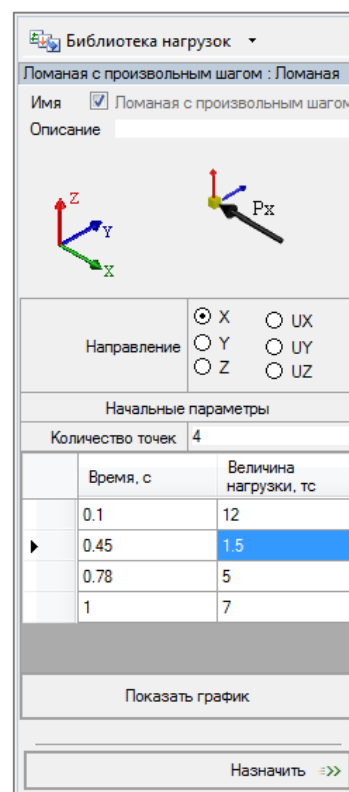 Библиотека нагрузок
Ломаная с произвольным шагом : Ломаная
Имя Ломаная с произвольным шагом
Описание
Z
Y
X
Px
Направление
X UX
Y UY
Z UZ
Начальные параметры
Количество точек 4
Время, с Величина нагрузки, тс
0.1 12
0.45 1.5
0.78 5
1 7
Показать график
Назначить